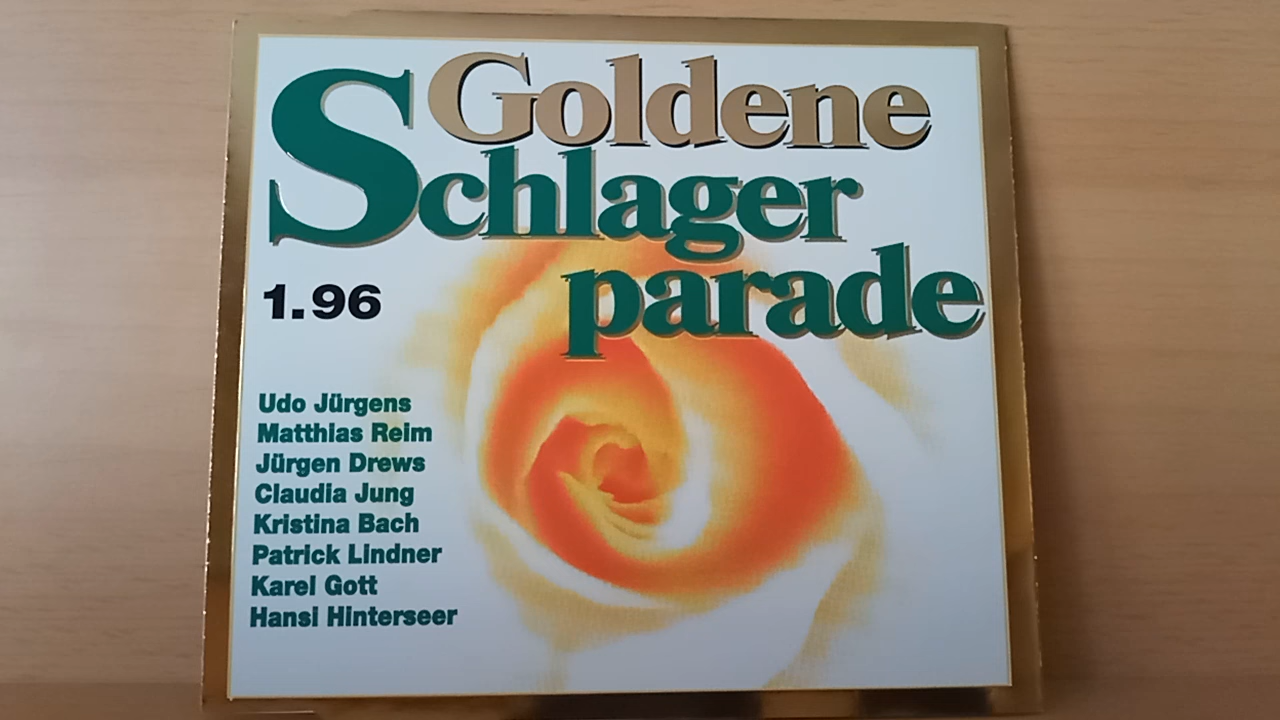 Goldene
Schlager
parade
1.96
Udo Jürgens
Matthias Reim
Jürgen Drews
Claudia Jung
Kristina Bach
Patrick Lindner
Karel Gott
Hansi Hinterseer